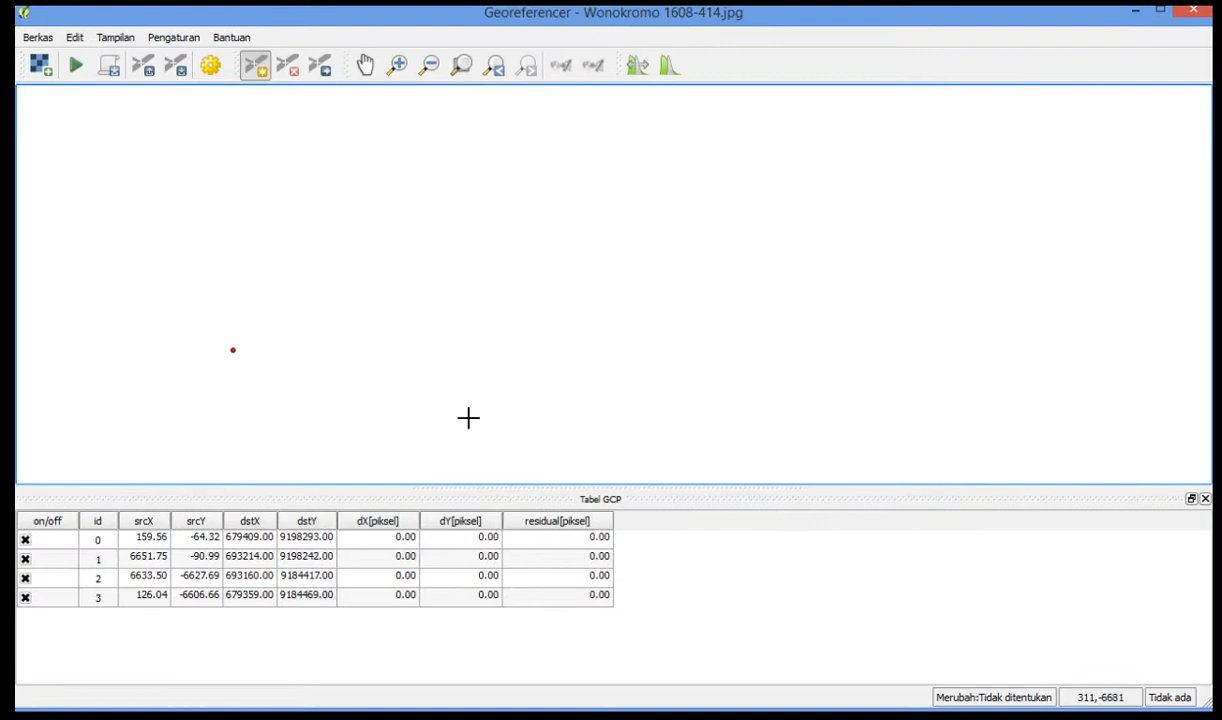 Georeferencer - Wonokromo 1608-414.jpg
Berkas Edit Tampilan Pengaturan Bantuan
Tabel GCP
on/off id srcX srcY dstX dstY dX[piksel] dY[piksel] residual[piksel]
0 159.56 -64.32 679409.00 9198293.00 0.00 0.00 0.00
1 6651.75 -90.99 693214.00 9198242.00 0.00 0.00 0.00
2 6633.50 -6627.69 693160.00 9184417.00 0.00 0.00 0.00
3 126.04 -6606.66 679359.00 9184469.00 0.00 0.00 0.00
Merubah:Tidak ditentukan 311,-6681 Tidak ada